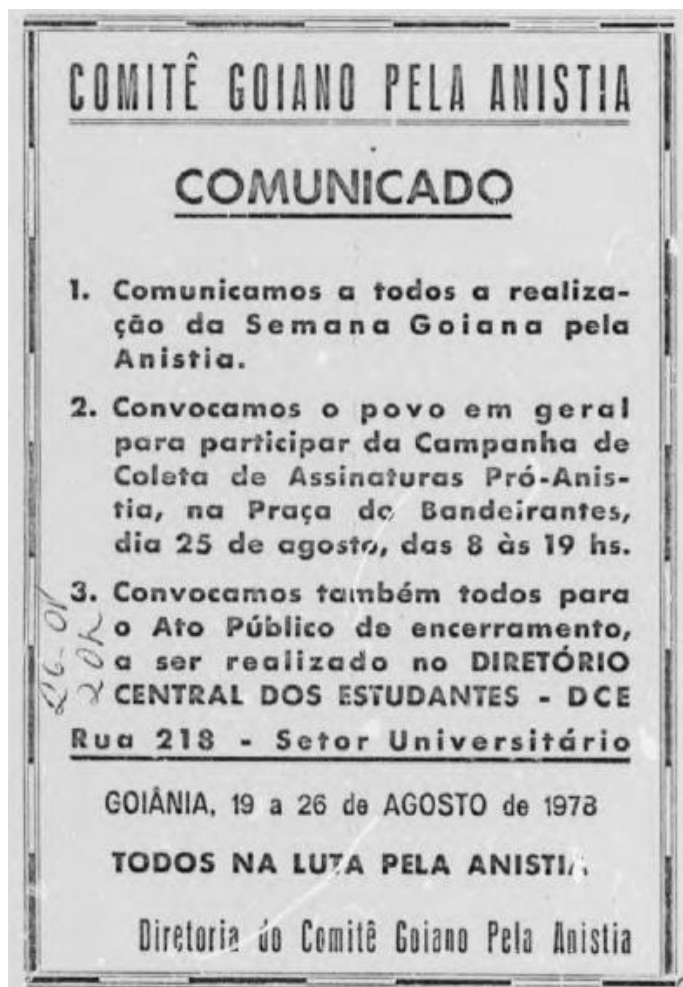 COMITÊ GOIANO PELA ANISTIA
COMUNICADO
1. Comunicamos a todos a realiza-
ção da Semana Goiana pela
Anistia.
2. Convocamos o povo em geral
para participar da Campanha de
Coleta de Assinaturas Pró-Anis-
tia, na Praça do Bandeirantes,
dia 25 de agosto, das 8 às 19 hs.
3. Convocamos também todos para
o Ato Público de encerramento,
a ser realizado no DIRETÓRIO
CENTRAL DOS ESTUDANTES - DCE
Rua 218 - Setor Universitário
GOIÂNIA, 19 a 26 de AGOSTO de 1978
TODOS NA LUTA PELA ANISTIA
Diretoria do Comitê Goiano Pela Anistia
20h